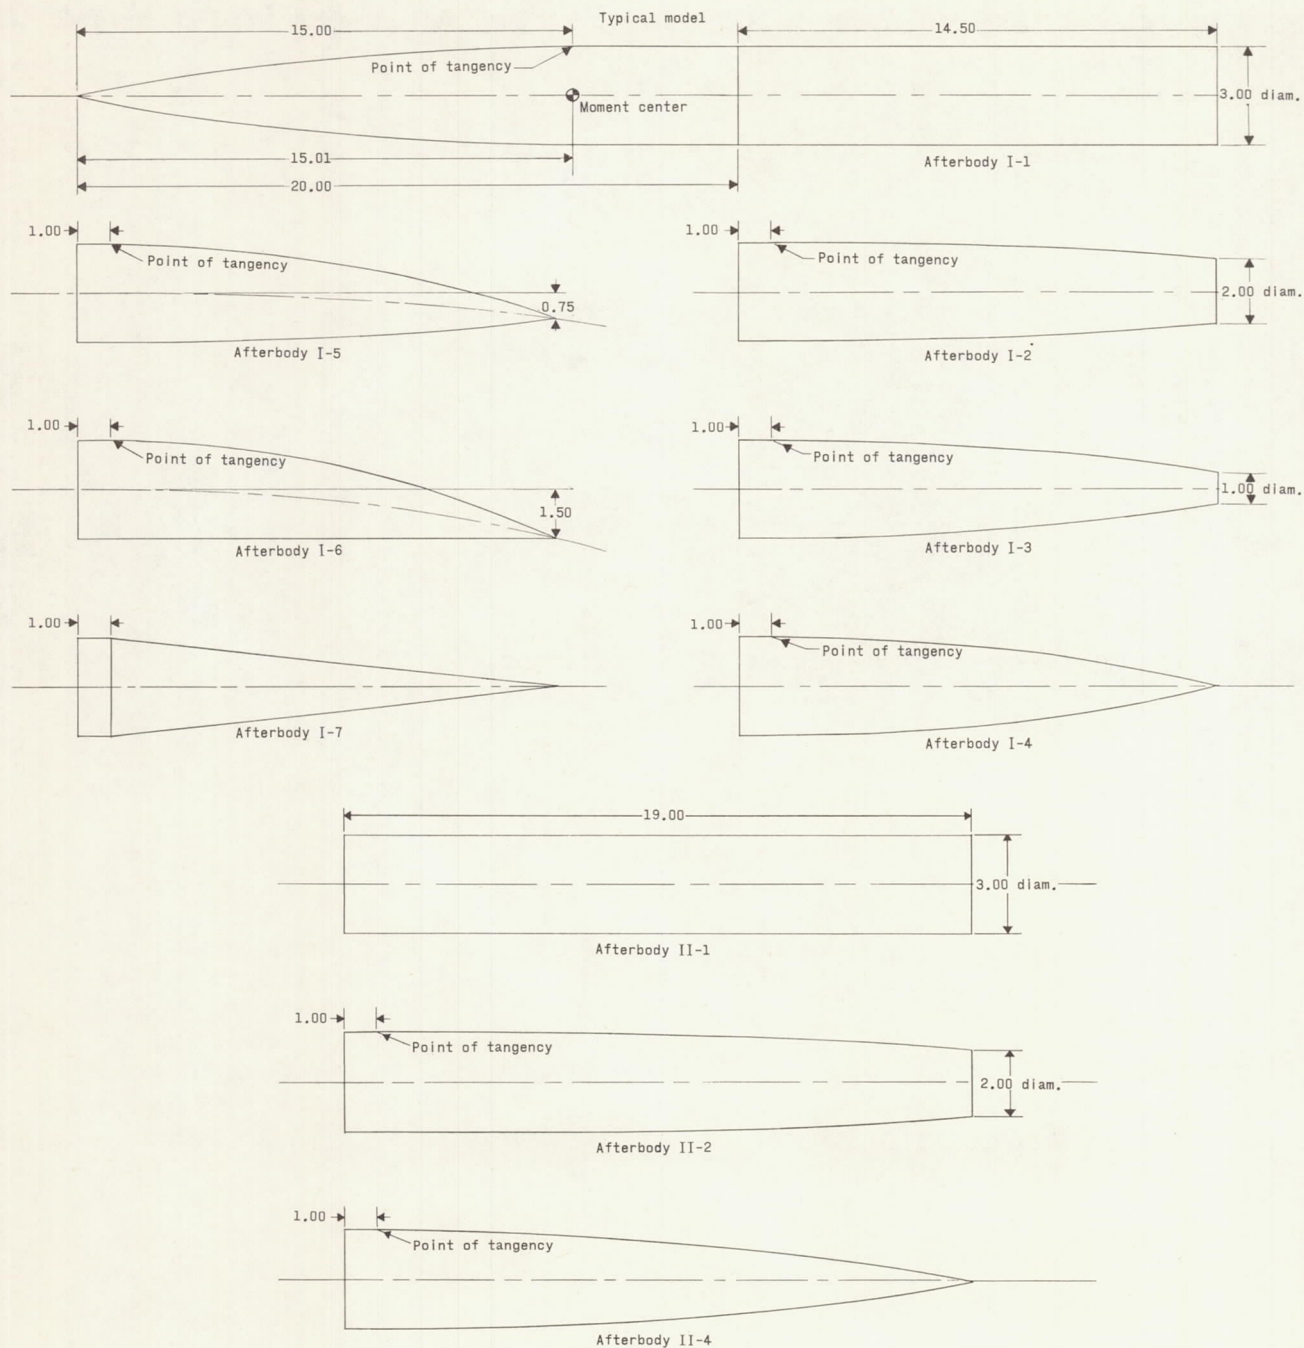 Typical model
15.00
14.50
Point of tangency
Moment center
3.00 diam.
15.01
Afterbody I-1
20.00
1.00
Point of tangency
0.75
Afterbody I-5
1.00
Point of tangency
2.00 diam.
Afterbody I-2
1.00
Point of tangency
1.50
Afterbody I-6
1.00
Point of tangency
1.00 diam.
Afterbody I-3
1.00
Afterbody I-7
1.00
Point of tangency
Afterbody I-4
19.00
3.00 diam.
Afterbody II-1
1.00
Point of tangency
2.00 diam.
Afterbody II-2
1.00
Point of tangency
Afterbody II-4